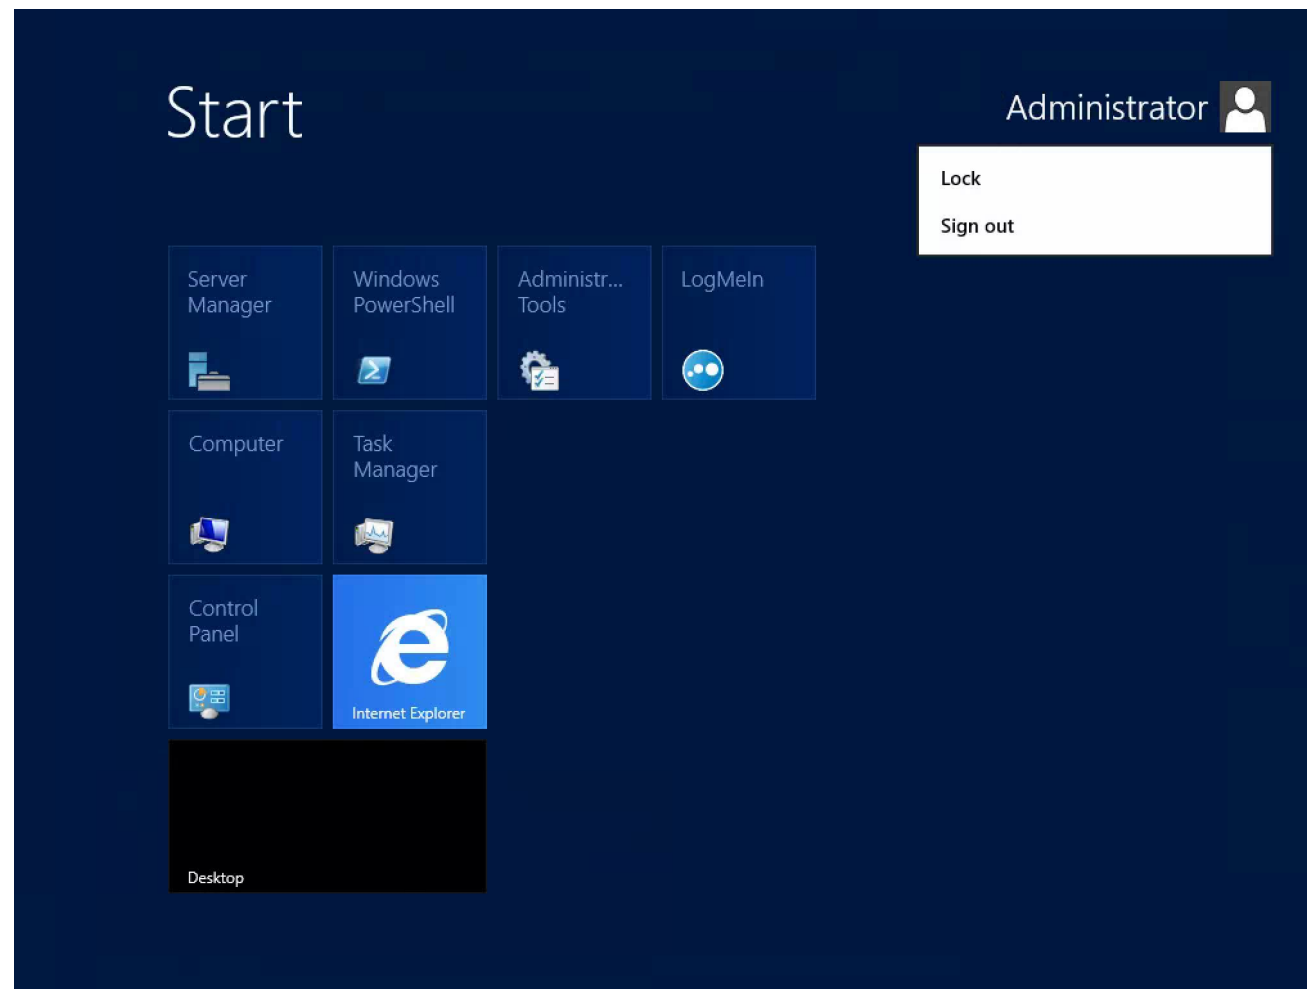 Start
Administrator
Lock
Sign out
Server
Manager
Windows
PowerShell
Administr...
Tools
LogMeIn
Computer
Task
Manager
Control
Panel
Internet Explorer
Desktop